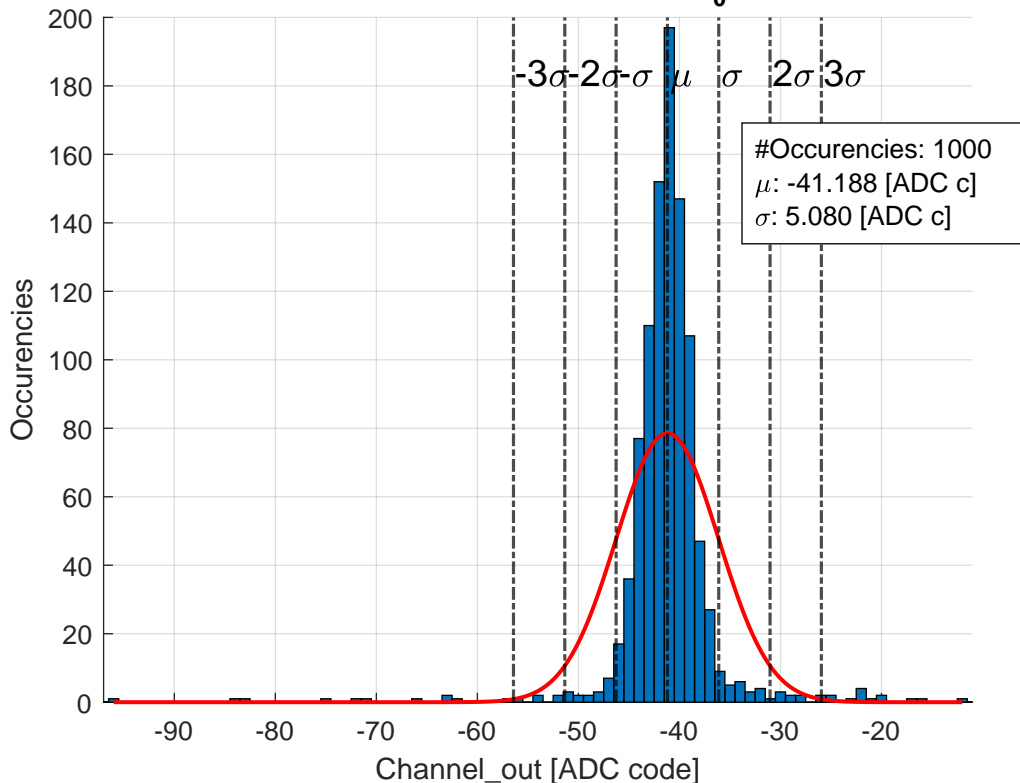 0
200
180
160
140
120
100
80
60
40
20
0
-3σ -2σ -σ μ σ 2σ 3σ
#Occurencies: 1000
μ: -41.188 [ADC c]
σ: 5.080 [ADC c]
Occurencies
-90 -80 -70 -60 -50 -40 -30 -20
Channel_out [ADC code]